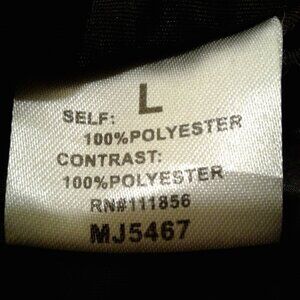 L
SELF:
100%POLYESTER
CONTRAST:
100%POLYESTER
RN#111856
MJ5467